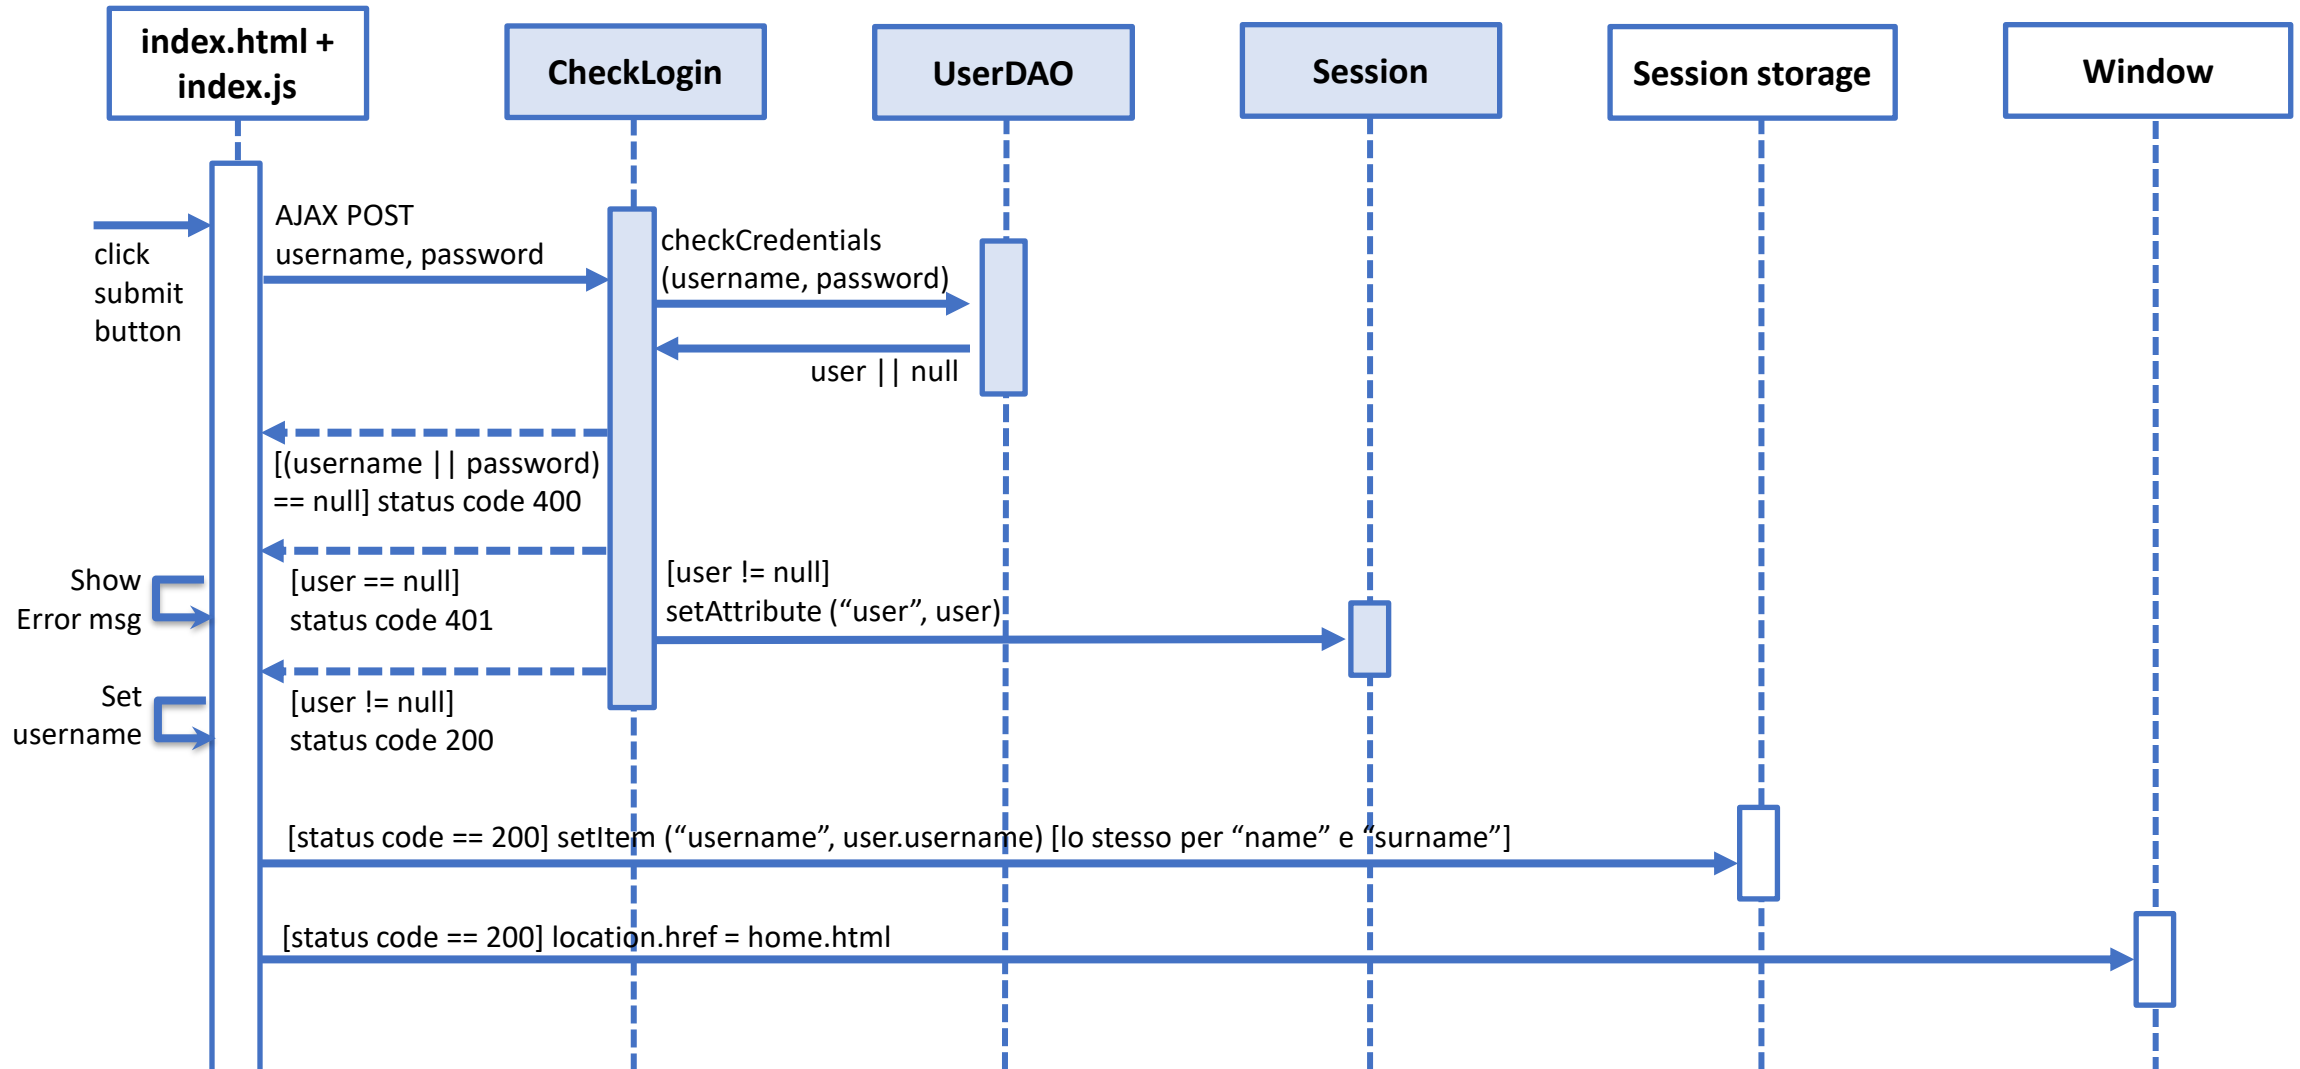 index.html +
index.js
CheckLogin
UserDAO
Session
Session storage
Window
click
submit
button
AJAX POST
username, password
checkCredentials
(username, password)
user || null
[(username || password)
== null] status code 400
Show
Error msg
[user == null]
status code 401
[user != null]
setAttribute (“user”, user)
Set
username
[user != null]
status code 200
[status code == 200] setItem (“username”, user.username) [lo stesso per “name” e “surname”]
[status code == 200] location.href = home.html